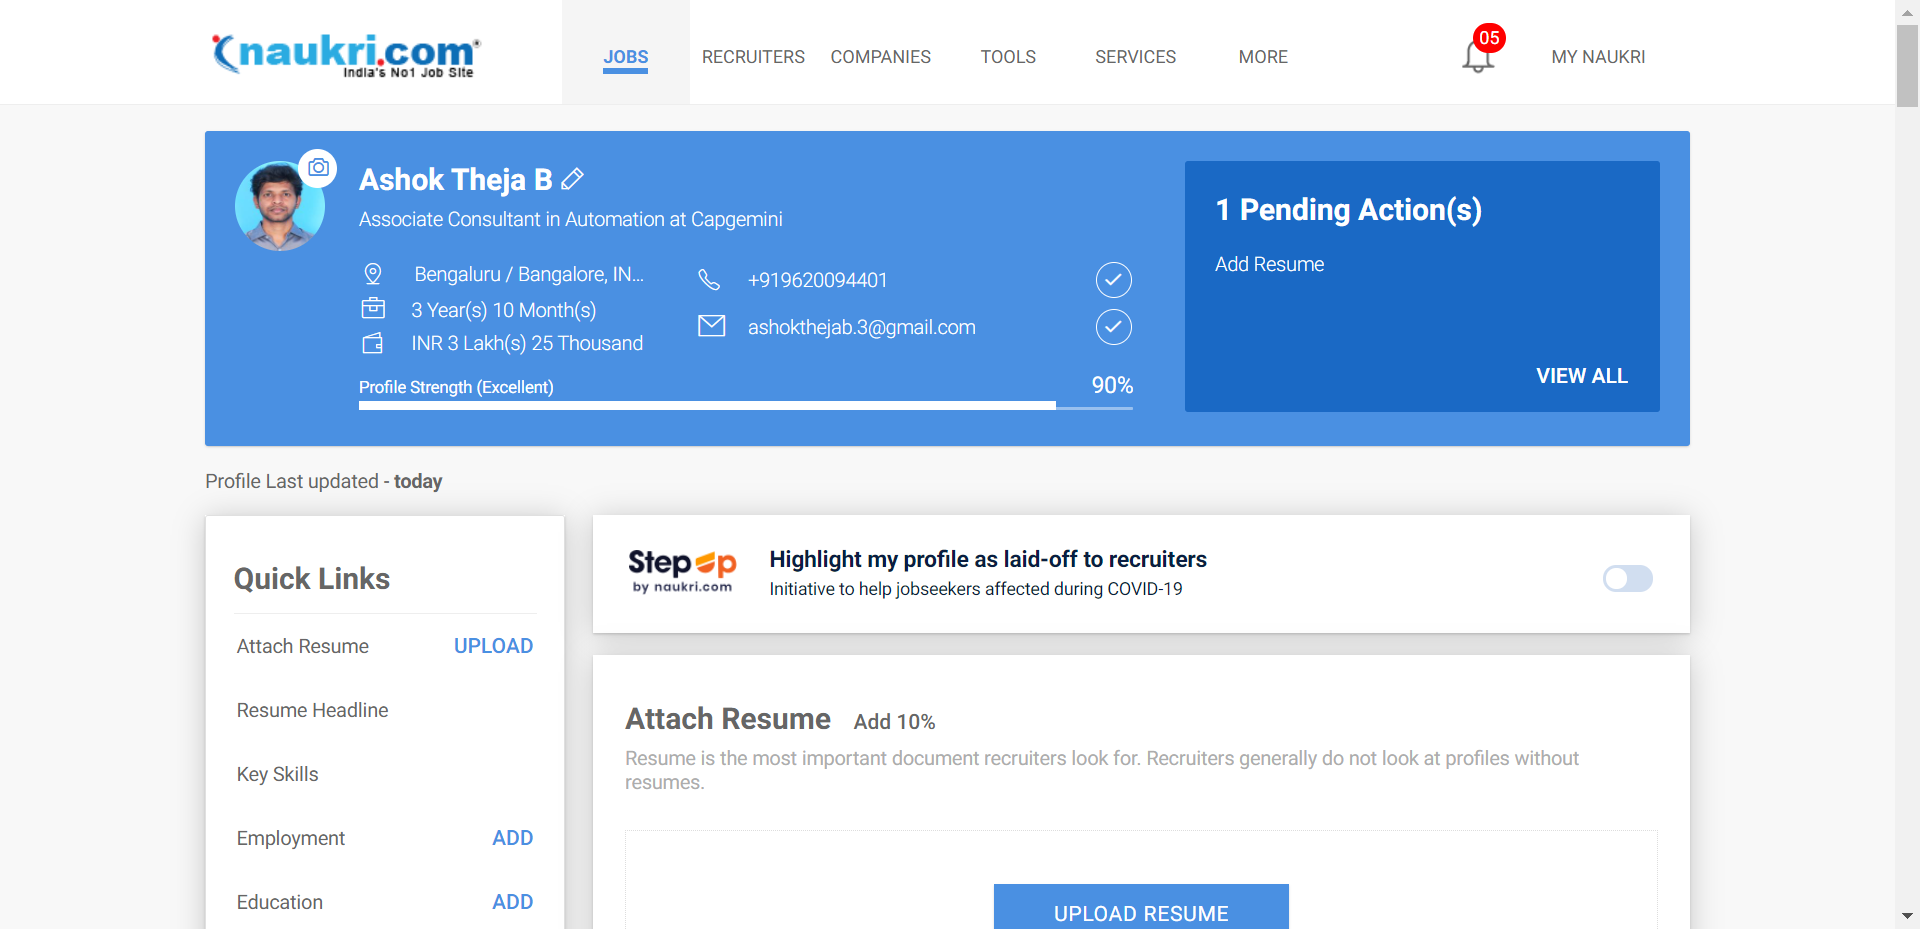 naukri.com
India's No1 Job Site
JOBS
RECRUITERS
COMPANIES
TOOLS
SERVICES
MORE
05
MY NAUKRI
Ashok Theja B
Associate Consultant in Automation at Capgemini
Bengaluru / Bangalore, IN...
3 Year(s) 10 Month(s)
INR 3 Lakh(s) 25 Thousand
+919620094401
ashokthejab.3@gmail.com
Profile Strength (Excellent)
90%
1 Pending Action(s)
Add Resume
VIEW ALL
Profile Last updated - today
Quick Links
Attach Resume UPLOAD
Resume Headline
Key Skills
Employment ADD
Education ADD
Step Up
by naukri.com
Highlight my profile as laid-off to recruiters
Initiative to help jobseekers affected during COVID-19
Attach Resume Add 10%
Resume is the most important document recruiters look for. Recruiters generally do not look at profiles without
resumes.
UPLOAD RESUME